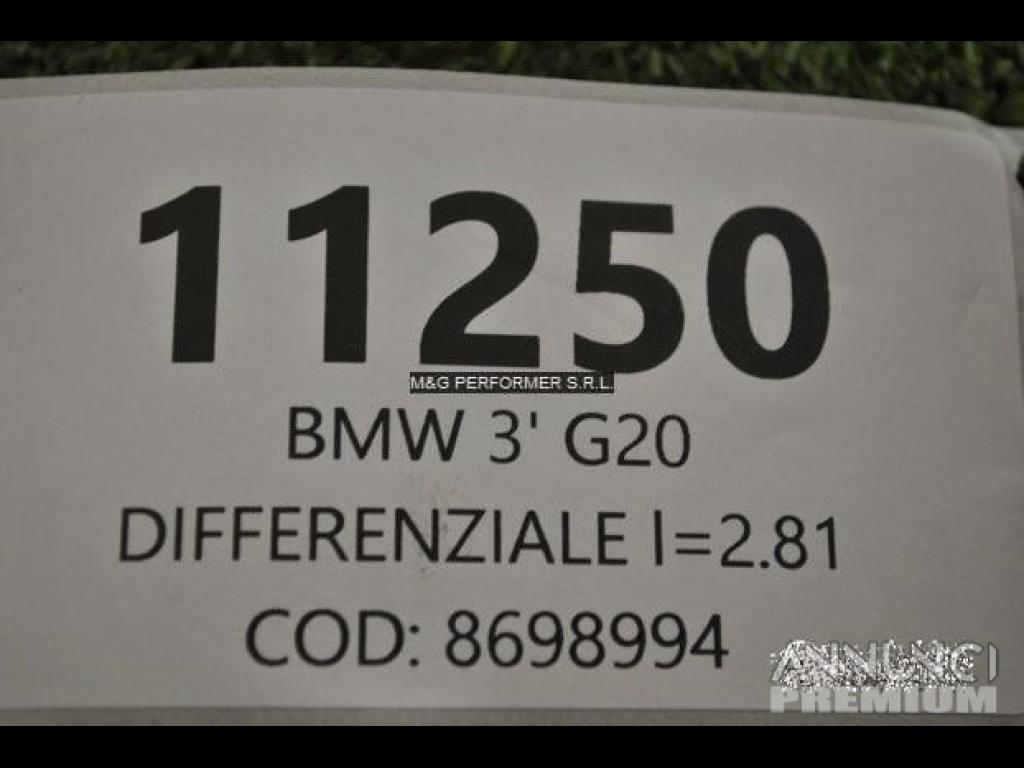 11250
M&G PERFORMER S.R.L.
BMW 3' G20
DIFFERENZIALE I=2.81
COD: 8698994
ANNUNCI
PREMIUM